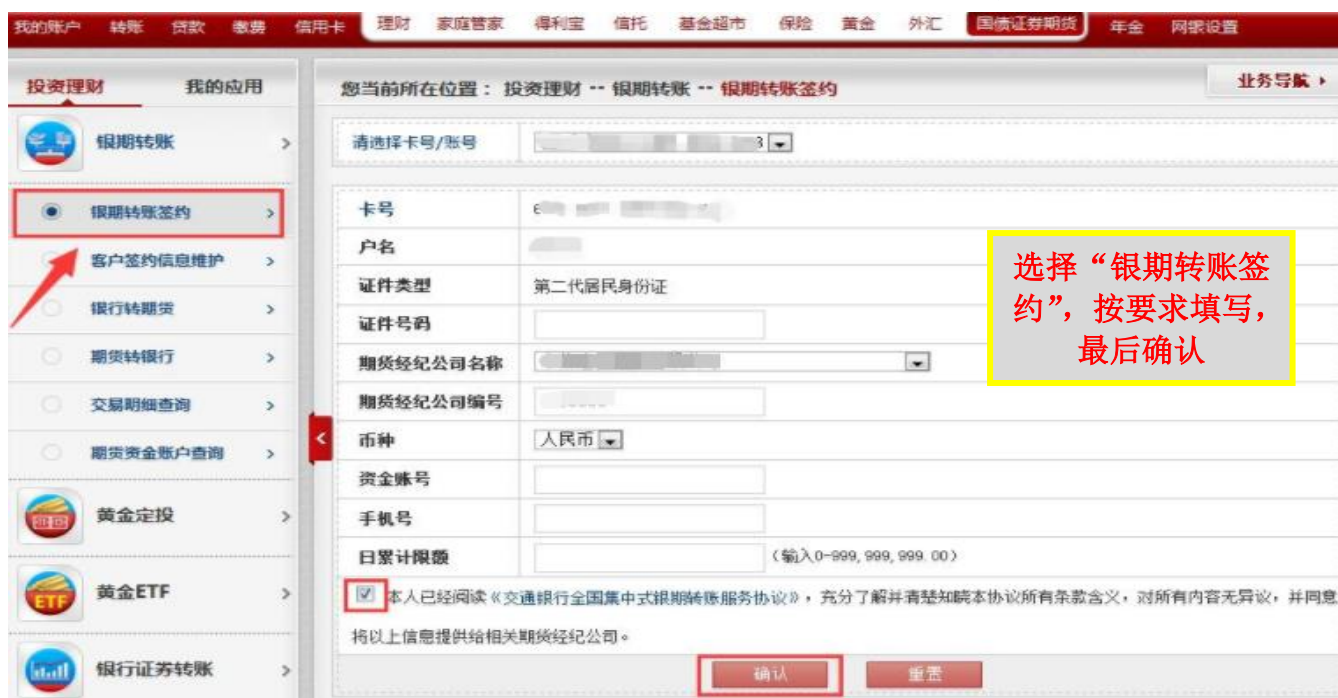 我的账户 转账 贷款 缴费 信用卡 理财 家庭管家 得利宝 信托 基金超市 保险 黄金 外汇 国债证券期货 年金 网银设置
投资理财 我的应用
您当前所在位置：投资理财 -- 银期转账 -- 银期转账签约
业务导航
银期转账
银期转账签约
客户签约信息维护
银行转期货
期货转银行
交易明细查询
期货资金账户查询
黄金定投
黄金ETF
ETF
银行证券转账
请选择卡号/账号
3
卡号
6
户名
证件类型 第二代居民身份证
证件号码
期货经纪公司名称
期货经纪公司编号
币种 人民币
资金账号
手机号
日累计限额 （输入0-999,999,999.00）
本人已经阅读《交通银行全国集中式银期转账服务协议》，充分了解并清楚知晓本协议所有条款含义，对所有内容无异议，并同意
将以上信息提供给相关期货经纪公司。
确认 重置
选择“银期转账签
约”，按要求填写，
最后确认